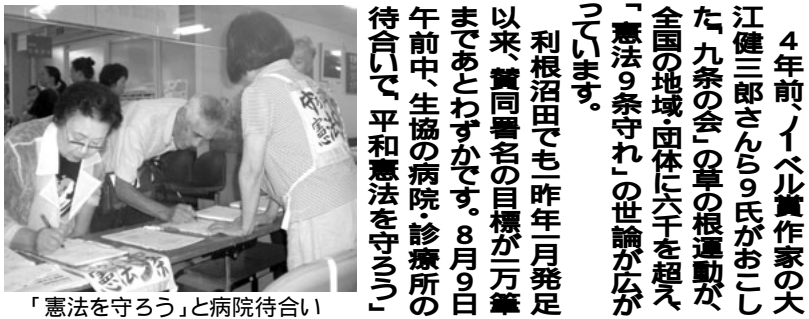 ４年前、ノーベル賞作家の大
江健三郎さんら９氏がおこし
た「九条の会」の草の根運動が、
全国の地域・団体に六千を超え、
「憲法９条守れ」の世論が広が
っています。
利根沼田でも一昨年一月発足
以来、賛同署名の目標が一万筆
まであとわずかです。８月９日
午前中、生協の病院・診療所の
待合いで「平和憲法を守ろう」
憲法
「憲法を守ろう」と病院待合い